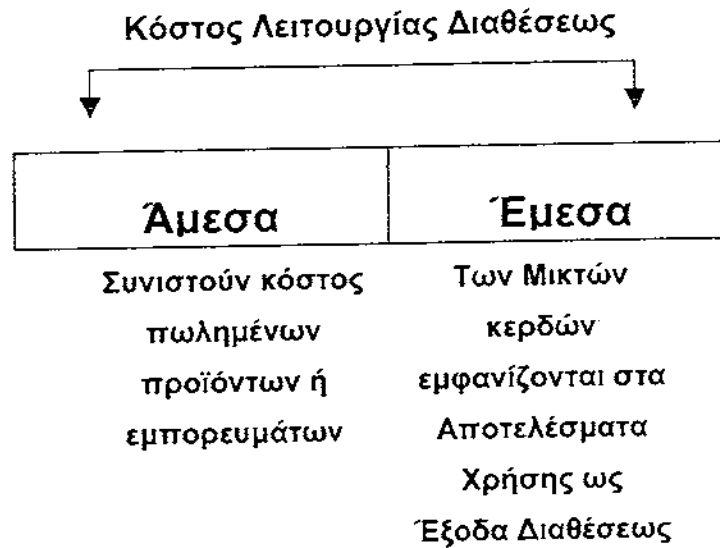 Κόστος Λειτουργίας Διαθέσεως
Άμεσα
Έμεσα
Συνιστούν κόστος
πωλημένων
προϊόντων ή
εμπορευμάτων
Των Μικτών
κερδών
εμφανίζονται στα
Αποτελέσματα
Χρήσης ως
Έξοδα Διαθέσεως